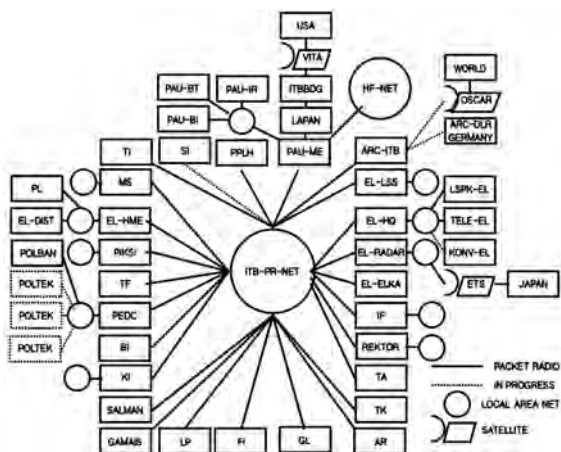 USA
VITA
WORLD
PAU-BT
PAU-IR
ITBBDG
HF-NET
OSCAR
PAU-BI
LAPAN
ARC-DLR
GERMANY
TI
SI
PPLH
PAU-ME
ARC-ITB
PL
MS
EL-LSS
LSPK-EL
EL-DIST
EL-HME
EL-HQ
TELE-EL
POLBAN
PIKSI
ITB-PR-NET
EL-RADAR
KONV-EL
POLTEK
TF
EL-ELKA
ETS
JAPAN
POLTEK
PEDC
IF
POLTEK
BI
REKTOR
KI
TA
PACKET RADIO
IN PROGRESS
SALMAN
TK
LOCAL AREA NET
GAMAIS
LP
FI
GL
AR
SATELLITE